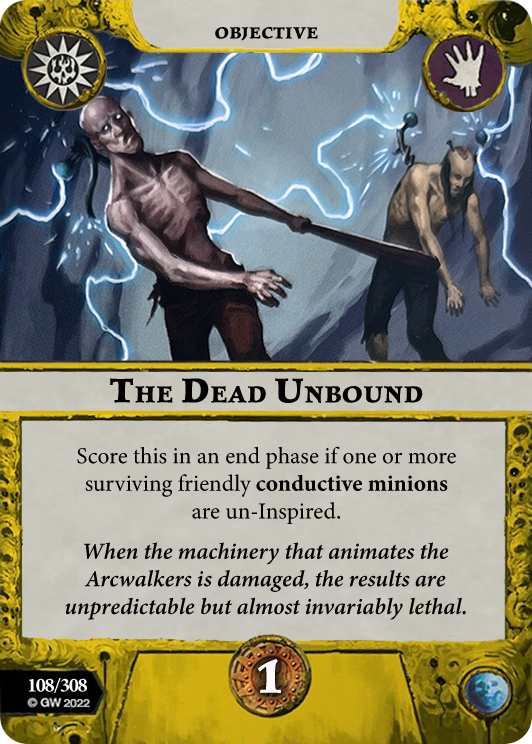 OBJECTIVE
THE DEAD UNBOUND
Score this in an end phase if one or more
surviving friendly conductive minions
are un-Inspired.
When the machinery that animates the
Arcwalkers is damaged, the results are
unpredictable but almost invariably lethal.
1
108/308
© GW 2022